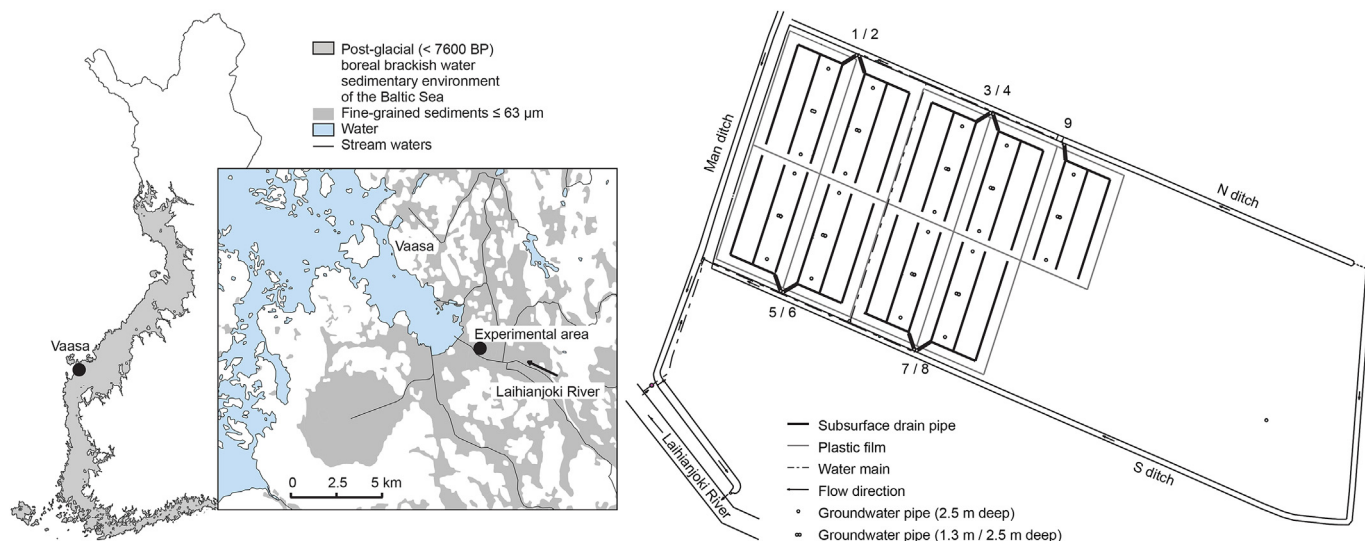 Post-glacial (< 7600 BP)
boreal brackish water
sedimentary environment
of the Baltic Sea
Fine-grained sediments ≤ 63 µm
Water
Stream waters
Vaasa
Vaasa
Experimental area
Laihianjoki River
0 2.5 5 km
1 / 2
3 / 4
9
Man ditch
N ditch
5 / 6
7 / 8
S ditch
Laihianjoki River
Subsurface drain pipe
Plastic film
Water main
Flow direction
Groundwater pipe (2.5 m deep)
Groundwater pipe (1.3 m / 2.5 m deep)